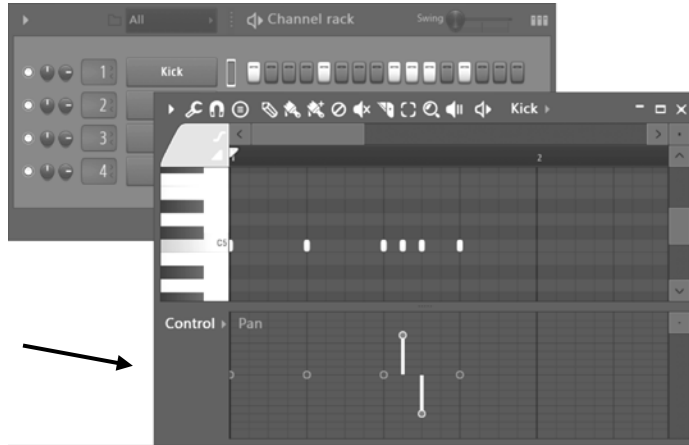 All
Channel rack
Swing
1
Kick
2
3
4
Kick
1
2
C5
Control
Pan